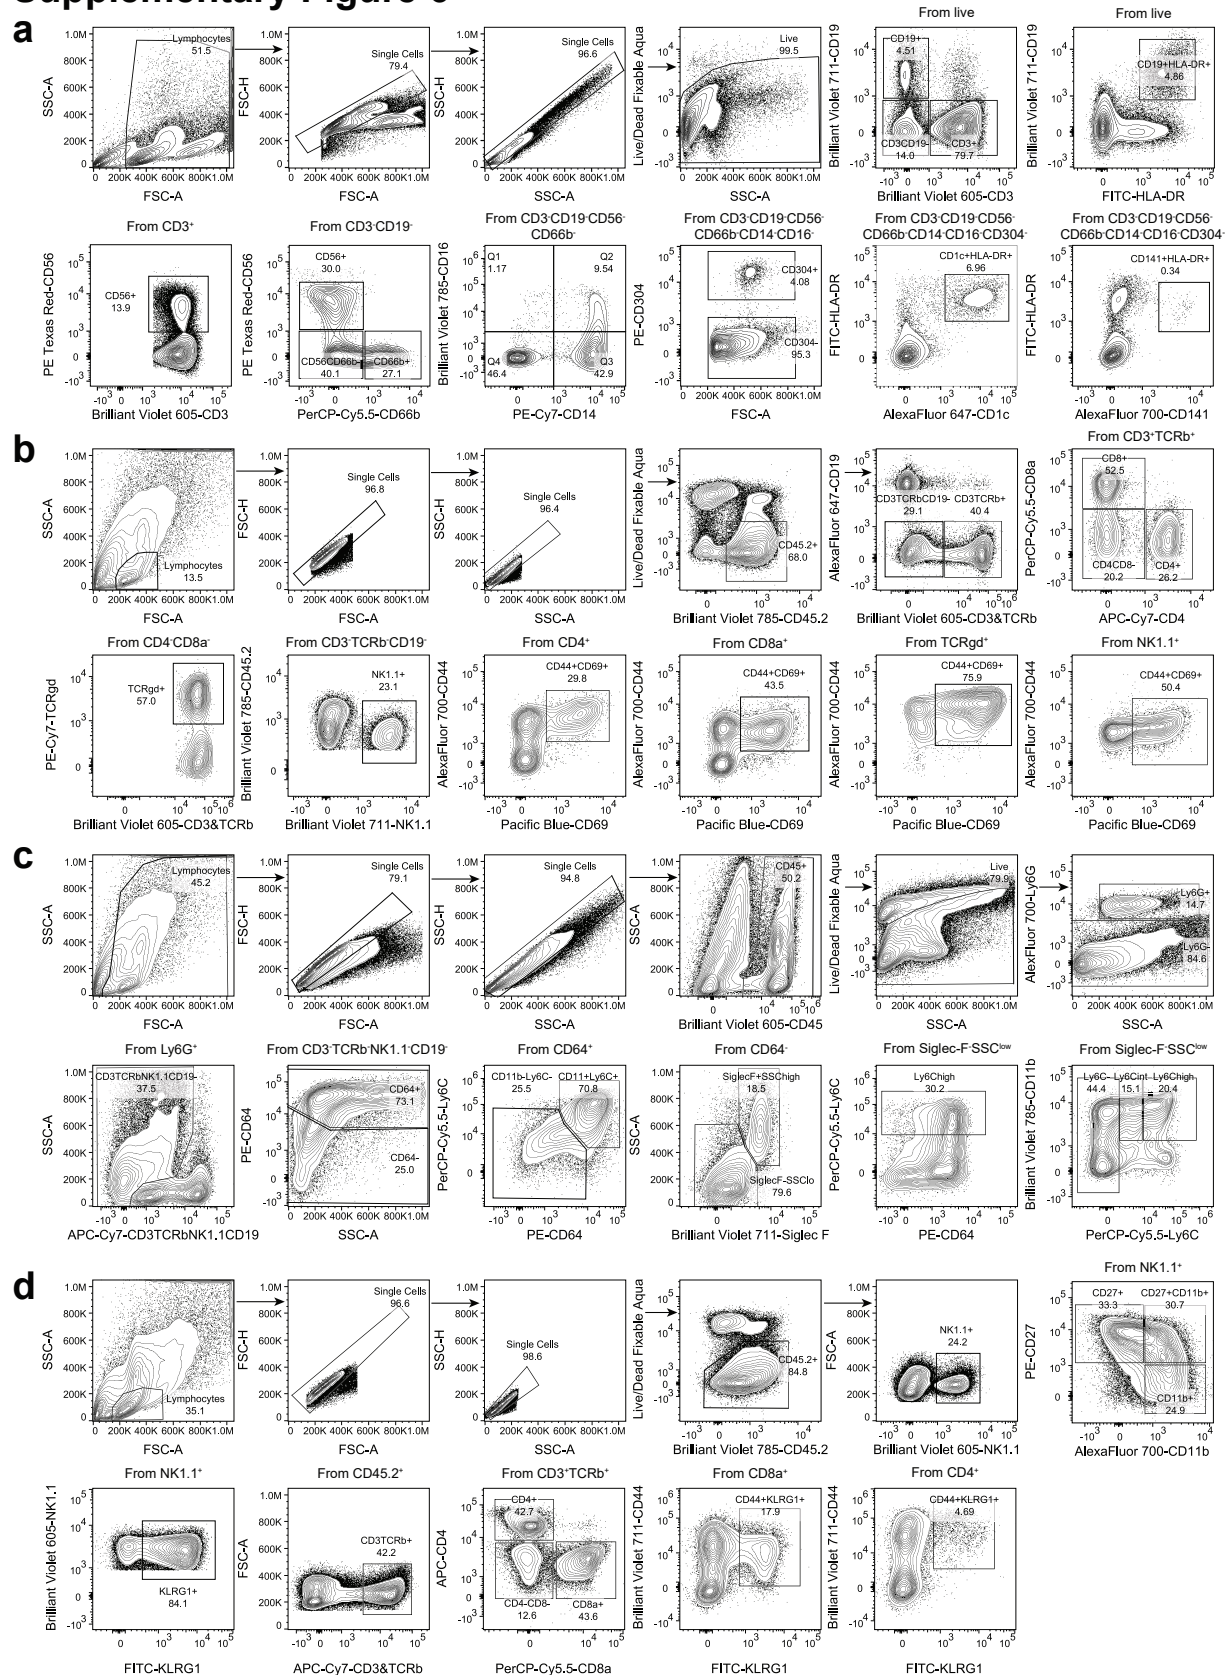 a
From live
From live
Lymphocytes
51.5
Single Cells
79.4
Single Cells
96.6
Live
99.5
CD19+
4.51
CD3CD19-
14.0
CD3+
79.7
CD19+HLA-DR+
4.86
SSC-A
FSC-H
SSC-H
Live/Dead Fixable Aqua
Brilliant Violet 711-CD19
Brilliant Violet 711-CD19
FSC-A
FSC-A
SSC-A
SSC-A
Brilliant Violet 605-CD3
FITC-HLA-DR
From CD3+
From CD3-CD19-
From CD3-CD19-CD56-
CD66b-
From CD3-CD19-CD56-
CD66b-CD14-CD16-
From CD3-CD19-CD56-
CD66b-CD14-CD16-CD304-
From CD3-CD19-CD56-
CD66b-CD14-CD16-CD304-
CD56+
13.9
CD56+
30.0
CD56CD66b-
40.1
CD66b+
27.1
Q1
1.17
Q2
9.54
Q4
46.4
Q3
42.9
CD304+
4.08
CD304-
95.3
CD1c+HLA-DR+
6.96
CD141+HLA-DR+
0.34
PE Texas Red-CD56
PE Texas Red-CD56
Brilliant Violet 785-CD16
PE-CD304
FITC-HLA-DR
FITC-HLA-DR
Brilliant Violet 605-CD3
PerCP-Cy5.5-CD66b
PE-Cy7-CD14
FSC-A
AlexaFluor 647-CD1c
AlexaFluor 700-CD141
b
From CD3+TCRb+
Lymphocytes
13.5
Single Cells
96.8
Single Cells
96.4
CD45.2+
68.0
CD3TCRbCD19-
29.1
CD3TCRb+
40.4
CD8+
52.5
CD4CD8-
20.2
CD4+
26.2
SSC-A
FSC-H
SSC-H
Live/Dead Fixable Aqua
AlexaFluor 647-CD19
PerCP-Cy5.5-CD8a
FSC-A
FSC-A
SSC-A
Brilliant Violet 785-CD45.2
Brilliant Violet 605-CD3&TCRb
APC-Cy7-CD4
From CD4-CD8a-
From CD3-TCRb-CD19-
From CD4+
From CD8a+
From TCRgd+
From NK1.1+
TCRgd+
57.0
NK1.1+
23.1
CD44+CD69+
29.8
CD44+CD69+
43.5
CD44+CD69+
75.9
CD44+CD69+
50.4
PE-Cy7-TCRgd
Brilliant Violet 785-CD45.2
AlexaFluor 700-CD44
AlexaFluor 700-CD44
AlexaFluor 700-CD44
AlexaFluor 700-CD44
Brilliant Violet 605-CD3&TCRb
Brilliant Violet 711-NK1.1
Pacific Blue-CD69
Pacific Blue-CD69
Pacific Blue-CD69
Pacific Blue-CD69
c
Lymphocytes
45.2
Single Cells
79.1
Single Cells
94.8
CD45+
50.2
Live
79.9
Ly6G+
14.7
Ly6G-
84.6
SSC-A
FSC-H
SSC-H
SSC-A
Live/Dead Fixable Aqua
AlexFluor 700-Ly6G
FSC-A
FSC-A
SSC-A
Brilliant Violet 605-CD45
SSC-A
SSC-A
From Ly6G+
From CD3-TCRb-NK1.1-CD19-
From CD64+
From CD64-
From Siglec-F-SSClow
From Siglec-F-SSClow
CD3TCRbNK1.1CD19-
37.5
CD64+
73.1
CD64-
25.0
CD11b-Ly6C-
25.5
CD11+Ly6C+
70.8
SiglecF+SSChigh
18.5
SiglecF-SSClo
79.6
Ly6Chigh
30.2
Ly6C-
44.4
Ly6Cint
15.1
Ly6Chigh
20.4
SSC-A
PE-CD64
PerCP-Cy5.5-Ly6C
SSC-A
PerCP-Cy5.5-Ly6C
Brilliant Violet 785-CD11b
APC-Cy7-CD3TCRbNK1.1CD19
SSC-A
PE-CD64
Brilliant Violet 711-Siglec F
PE-CD64
PerCP-Cy5.5-Ly6C
d
From NK1.1+
Lymphocytes
35.1
Single Cells
96.6
Single Cells
98.6
CD45.2+
84.8
NK1.1+
24.2
CD27+
33.3
CD27+CD11b+
30.7
CD11b+
24.9
SSC-A
FSC-H
SSC-H
Live/Dead Fixable Aqua
FSC-A
PE-CD27
FSC-A
FSC-A
SSC-A
Brilliant Violet 785-CD45.2
Brilliant Violet 605-NK1.1
AlexaFluor 700-CD11b
From NK1.1+
From CD45.2+
From CD3+TCRb+
From CD8a+
From CD4+
KLRG1+
84.1
CD3TCRb+
42.2
CD4+
42.7
CD4-CD8-
12.6
CD8a+
43.6
CD44+KLRG1+
17.9
CD44+KLRG1+
4.69
Brilliant Violet 605-NK1.1
FSC-A
APC-CD4
Brilliant Violet 711-CD44
Brilliant Violet 711-CD44
FITC-KLRG1
APC-Cy7-CD3&TCRb
PerCP-Cy5.5-CD8a
FITC-KLRG1
FITC-KLRG1